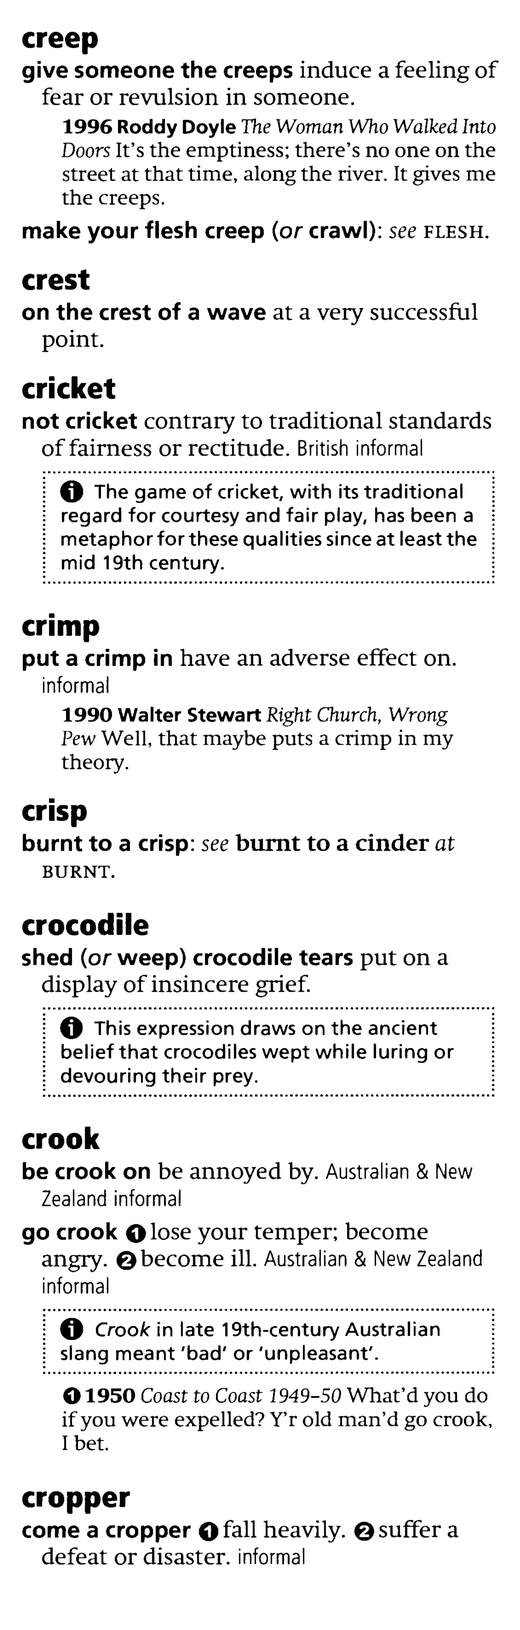 creep
give someone the creeps induce a feeling of
fear or revulsion in someone.
1996 Roddy Doyle The Woman Who Walked Into
Doors It's the emptiness; there's no one on the
street at that time, along the river. It gives me
the creeps.
make your flesh creep (or crawl): see FLESH.
crest
on the crest of a wave at a very successful
point.
cricket
not cricket contrary to traditional standards
of fairness or rectitude. British informal
i The game of cricket, with its traditional
regard for courtesy and fair play, has been a
metaphor for these qualities since at least the
mid 19th century.
crimp
put a crimp in have an adverse effect on.
informal
1990 Walter Stewart Right Church, Wrong
Pew Well, that maybe puts a crimp in my
theory.
crisp
burnt to a crisp: see burnt to a cinder at
BURNT.
crocodile
shed (or weep) crocodile tears put on a
display of insincere grief.
i This expression draws on the ancient
belief that crocodiles wept while luring or
devouring their prey.
crook
be crook on be annoyed by. Australian & New
Zealand informal
go crook ❶ lose your temper; become
angry. ❷ become ill. Australian & New Zealand
informal
i Crook in late 19th-century Australian
slang meant 'bad' or 'unpleasant'.
❶ 1950 Coast to Coast 1949–50 What'd you do
if you were expelled? Y'r old man'd go crook,
I bet.
cropper
come a cropper ❶ fall heavily. ❷ suffer a
defeat or disaster. informal